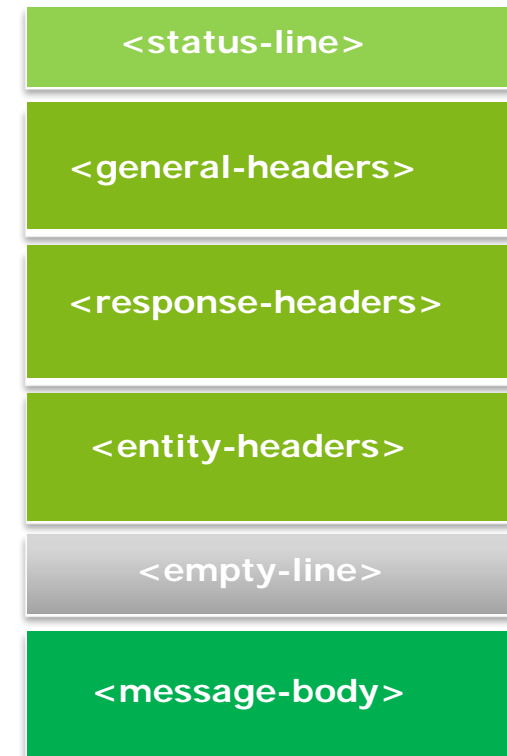 <status-line>
<general-headers>
<response-headers>
<entity-headers>
<empty-line>
<message-body>